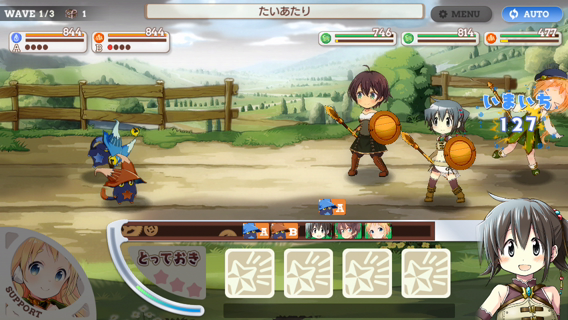 WAVE 1/3
1
たいあたり
MENU
AUTO
844
844
746
814
477
A
B
いまいち
127
A
A
B
とっておき
SUPPORT